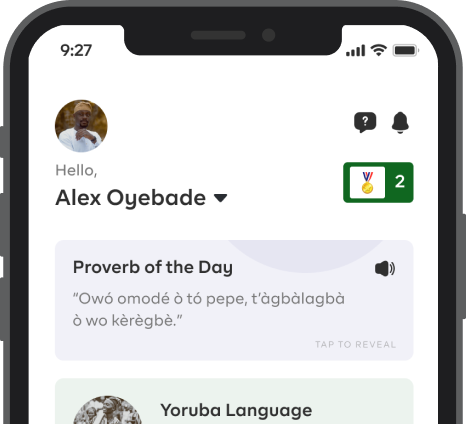 9:27
Hello,
Alex Oyebade
2
Proverb of the Day
“Owó omodé ò tó pepe, t’àgbàlagbà
ò wo kèrègbè.”
TAP TO REVEAL
Yoruba Language